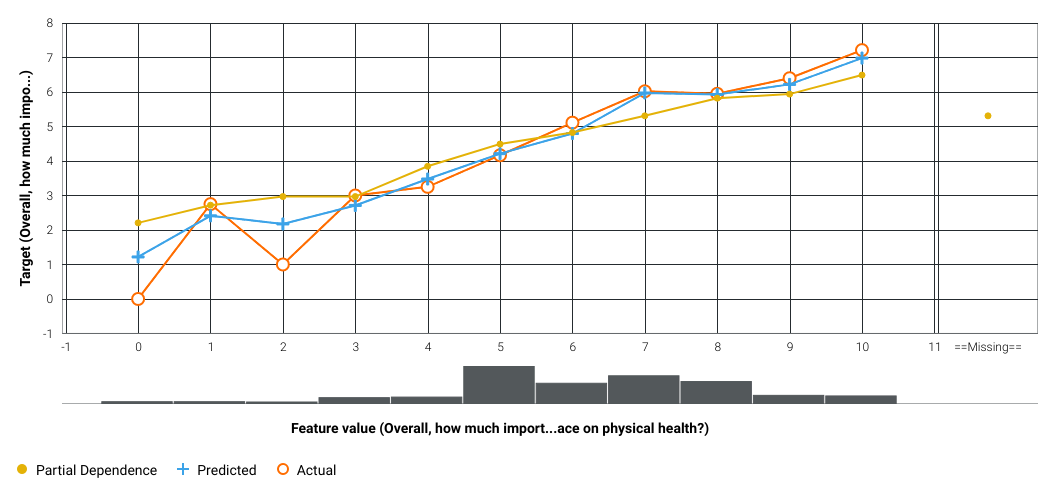 8
7
6
5
4
3
2
1
0
-1
Target (Overall, how much impo...)
-1 0 1 2 3 4 5 6 7 8 9 10 11 ==Missing==
Feature value (Overall, how much import...ace on physical health?)
Partial Dependence Predicted Actual